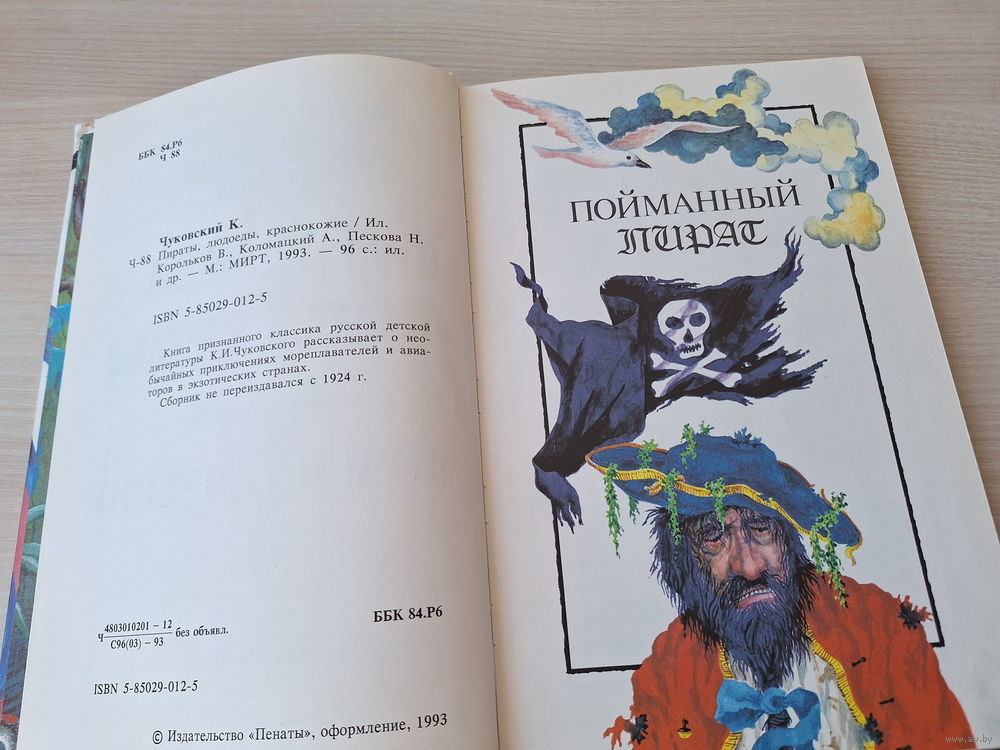 ББК 84.Р6
Ч 88
Чуковский К.
Ч-88 Пираты, людоеды, краснокожие / Ил.
Корольков В., Коломацкий А., Пескова Н.
и др. — М.: МИРТ, 1993. — 96 с.: ил.
ISBN 5-85029-012-5
Книга признанного классика русской детской
литературы К.И.Чуковского рассказывает о нео-
бычайных приключениях мореплавателей и авиа-
торов в экзотических странах.
Сборник не переиздавался с 1924 г.
Ч 4803010201 – 12
С96(03) – 93 без объявл.
ББК 84.Р6
ISBN 5-85029-012-5
© Издательство «Пенаты», оформление, 1993
ПОЙМАННЫЙ
ПИРАТ
www.ay.by